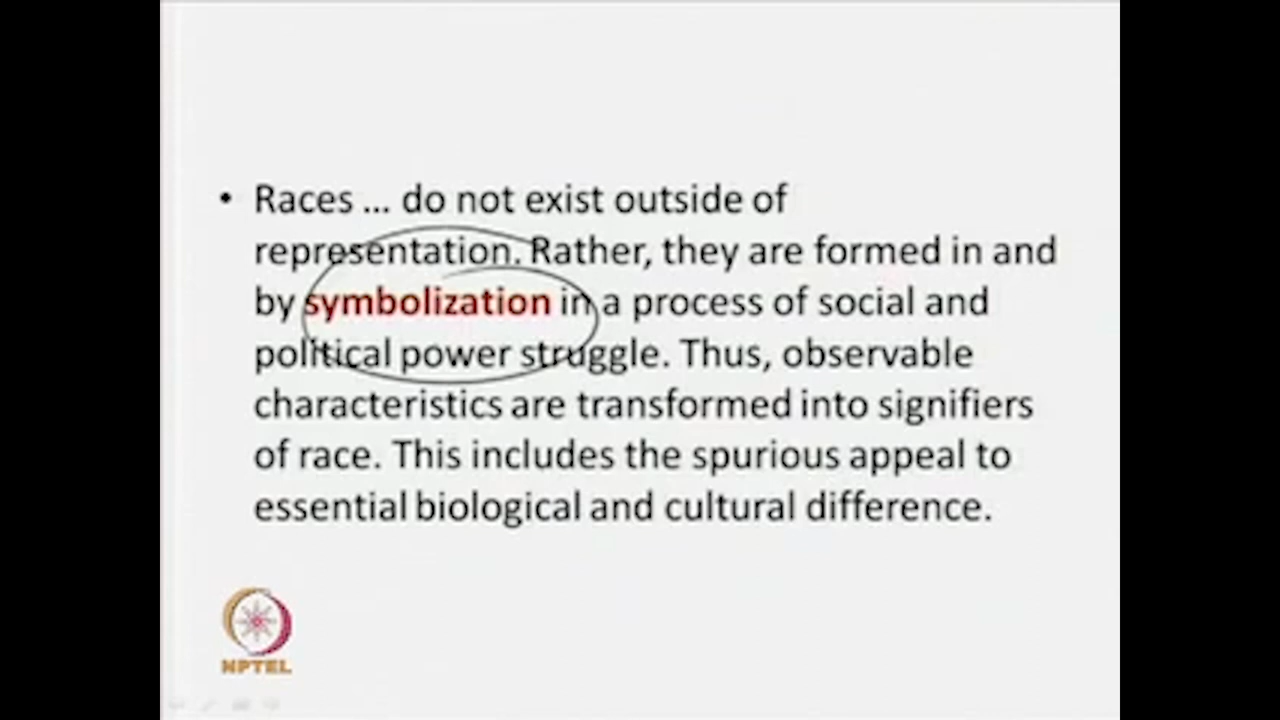 • Races ... do not exist outside of
representation. Rather, they are formed in and
by symbolization in a process of social and
political power struggle. Thus, observable
characteristics are transformed into signifiers
of race. This includes the spurious appeal to
essential biological and cultural difference.
NPTEL